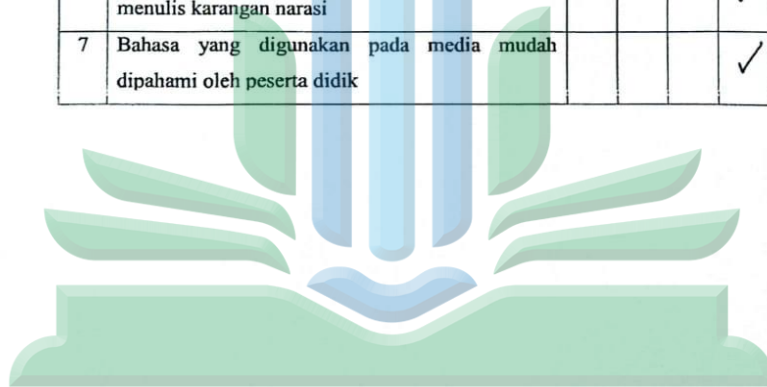 menulis karangan narasi
7 Bahasa yang digunakan pada media mudah
dipahami oleh peserta didik ✓